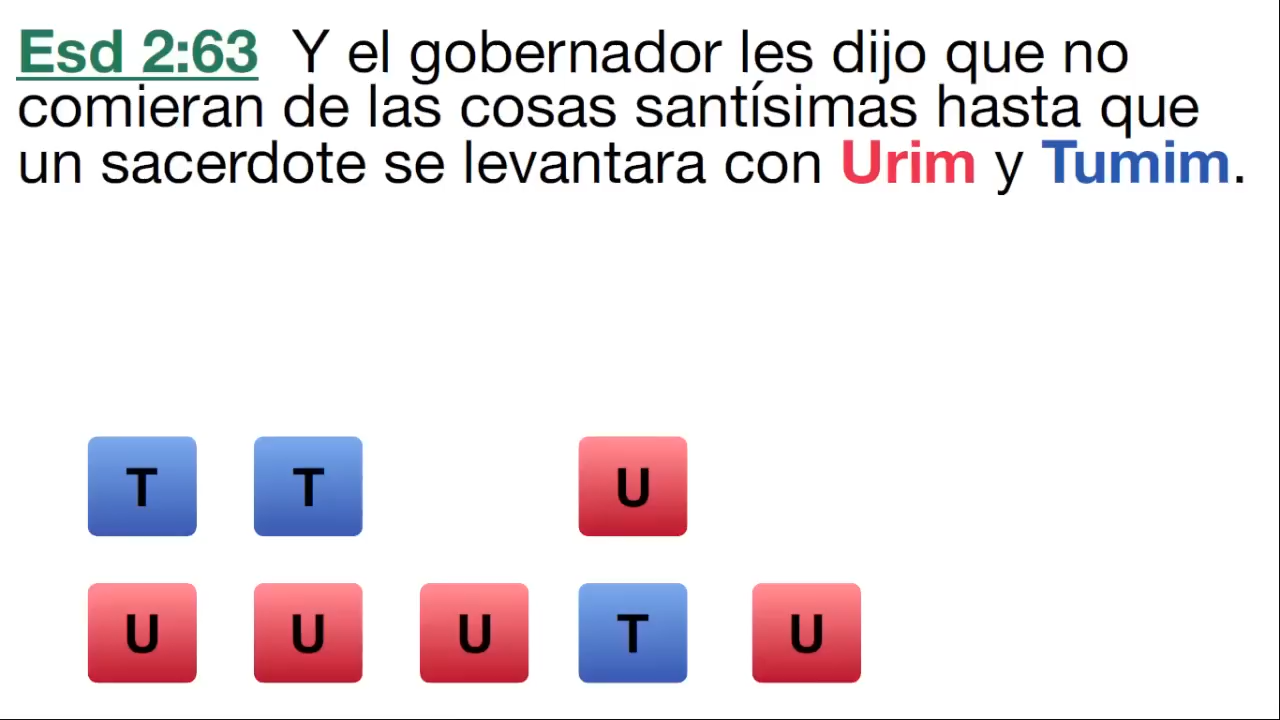 Esd 2:63 Y el gobernador les dijo que no
comieran de las cosas santísimas hasta que
un sacerdote se levantara con Urim y Tumim.
T T U
U U U T U